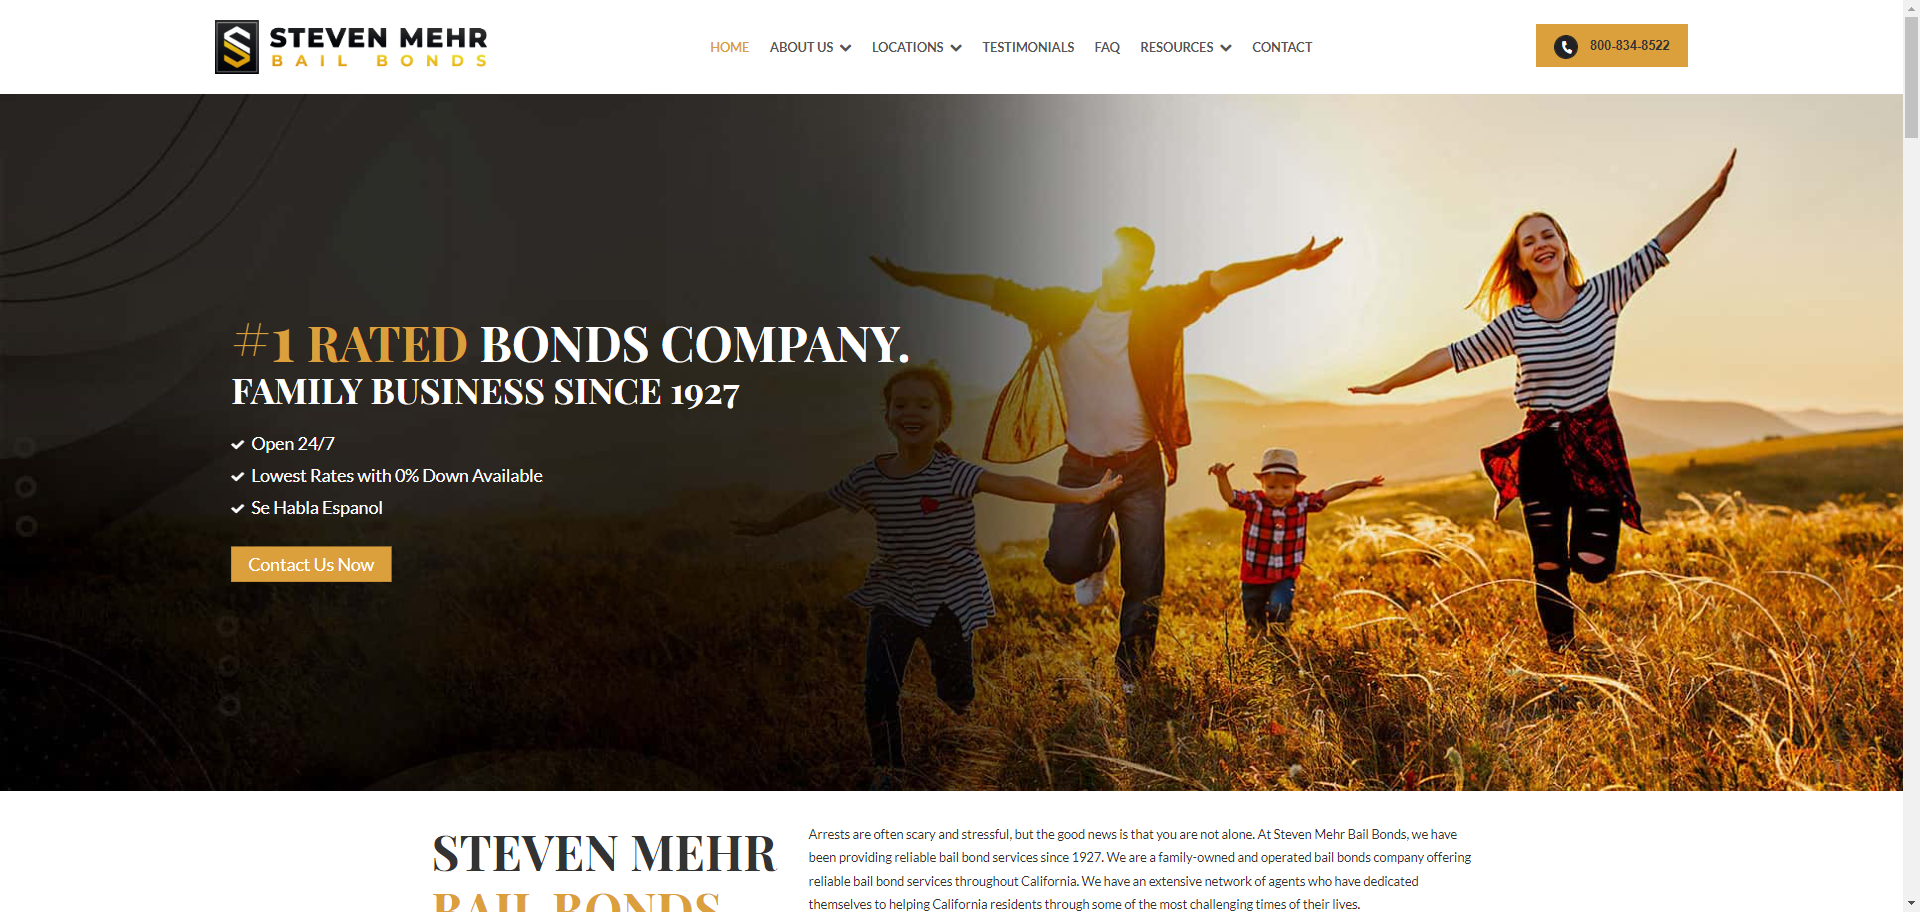 STEVEN MEHR
BAIL BONDS
HOME ABOUT US LOCATIONS TESTIMONIALS FAQ RESOURCES CONTACT
800-834-8522
#1 RATED BONDS COMPANY.
FAMILY BUSINESS SINCE 1927
Open 24/7
Lowest Rates with 0% Down Available
Se Habla Espanol
Contact Us Now
STEVEN MEHR
BAIL BONDS
Arrests are often scary and stressful, but the good news is that you are not alone. At Steven Mehr Bail Bonds, we have
been providing reliable bail bond services since 1927. We are a family-owned and operated bail bonds company offering
reliable bail bond services throughout California. We have an extensive network of agents who have dedicated
themselves to helping California residents through some of the most challenging times of their lives.